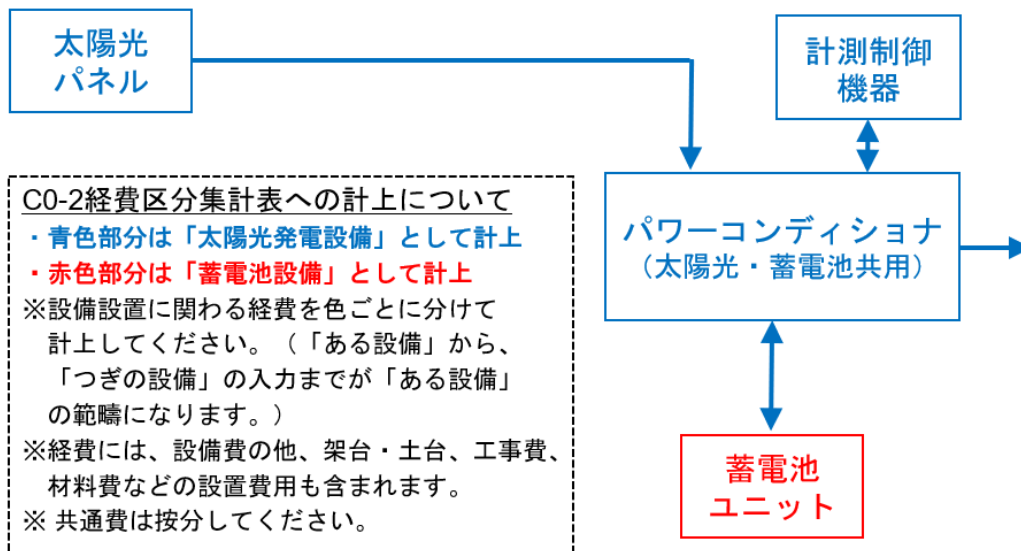 太陽光
パネル
計測制御
機器
C0-2経費区分集計表への計上について
・青色部分は「太陽光発電設備」として計上
・赤色部分は「蓄電池設備」として計上
※設備設置に関わる経費を色ごとに分けて
計上してください。（「ある設備」から、
「つぎの設備」の入力までが「ある設備」
の範疇になります。）
※経費には、設備費の他、架台・土台、工事費、
材料費などの設置費用も含まれます。
※ 共通費は按分してください。
パワーコンディショナ
（太陽光・蓄電池共用）
蓄電池
ユニット